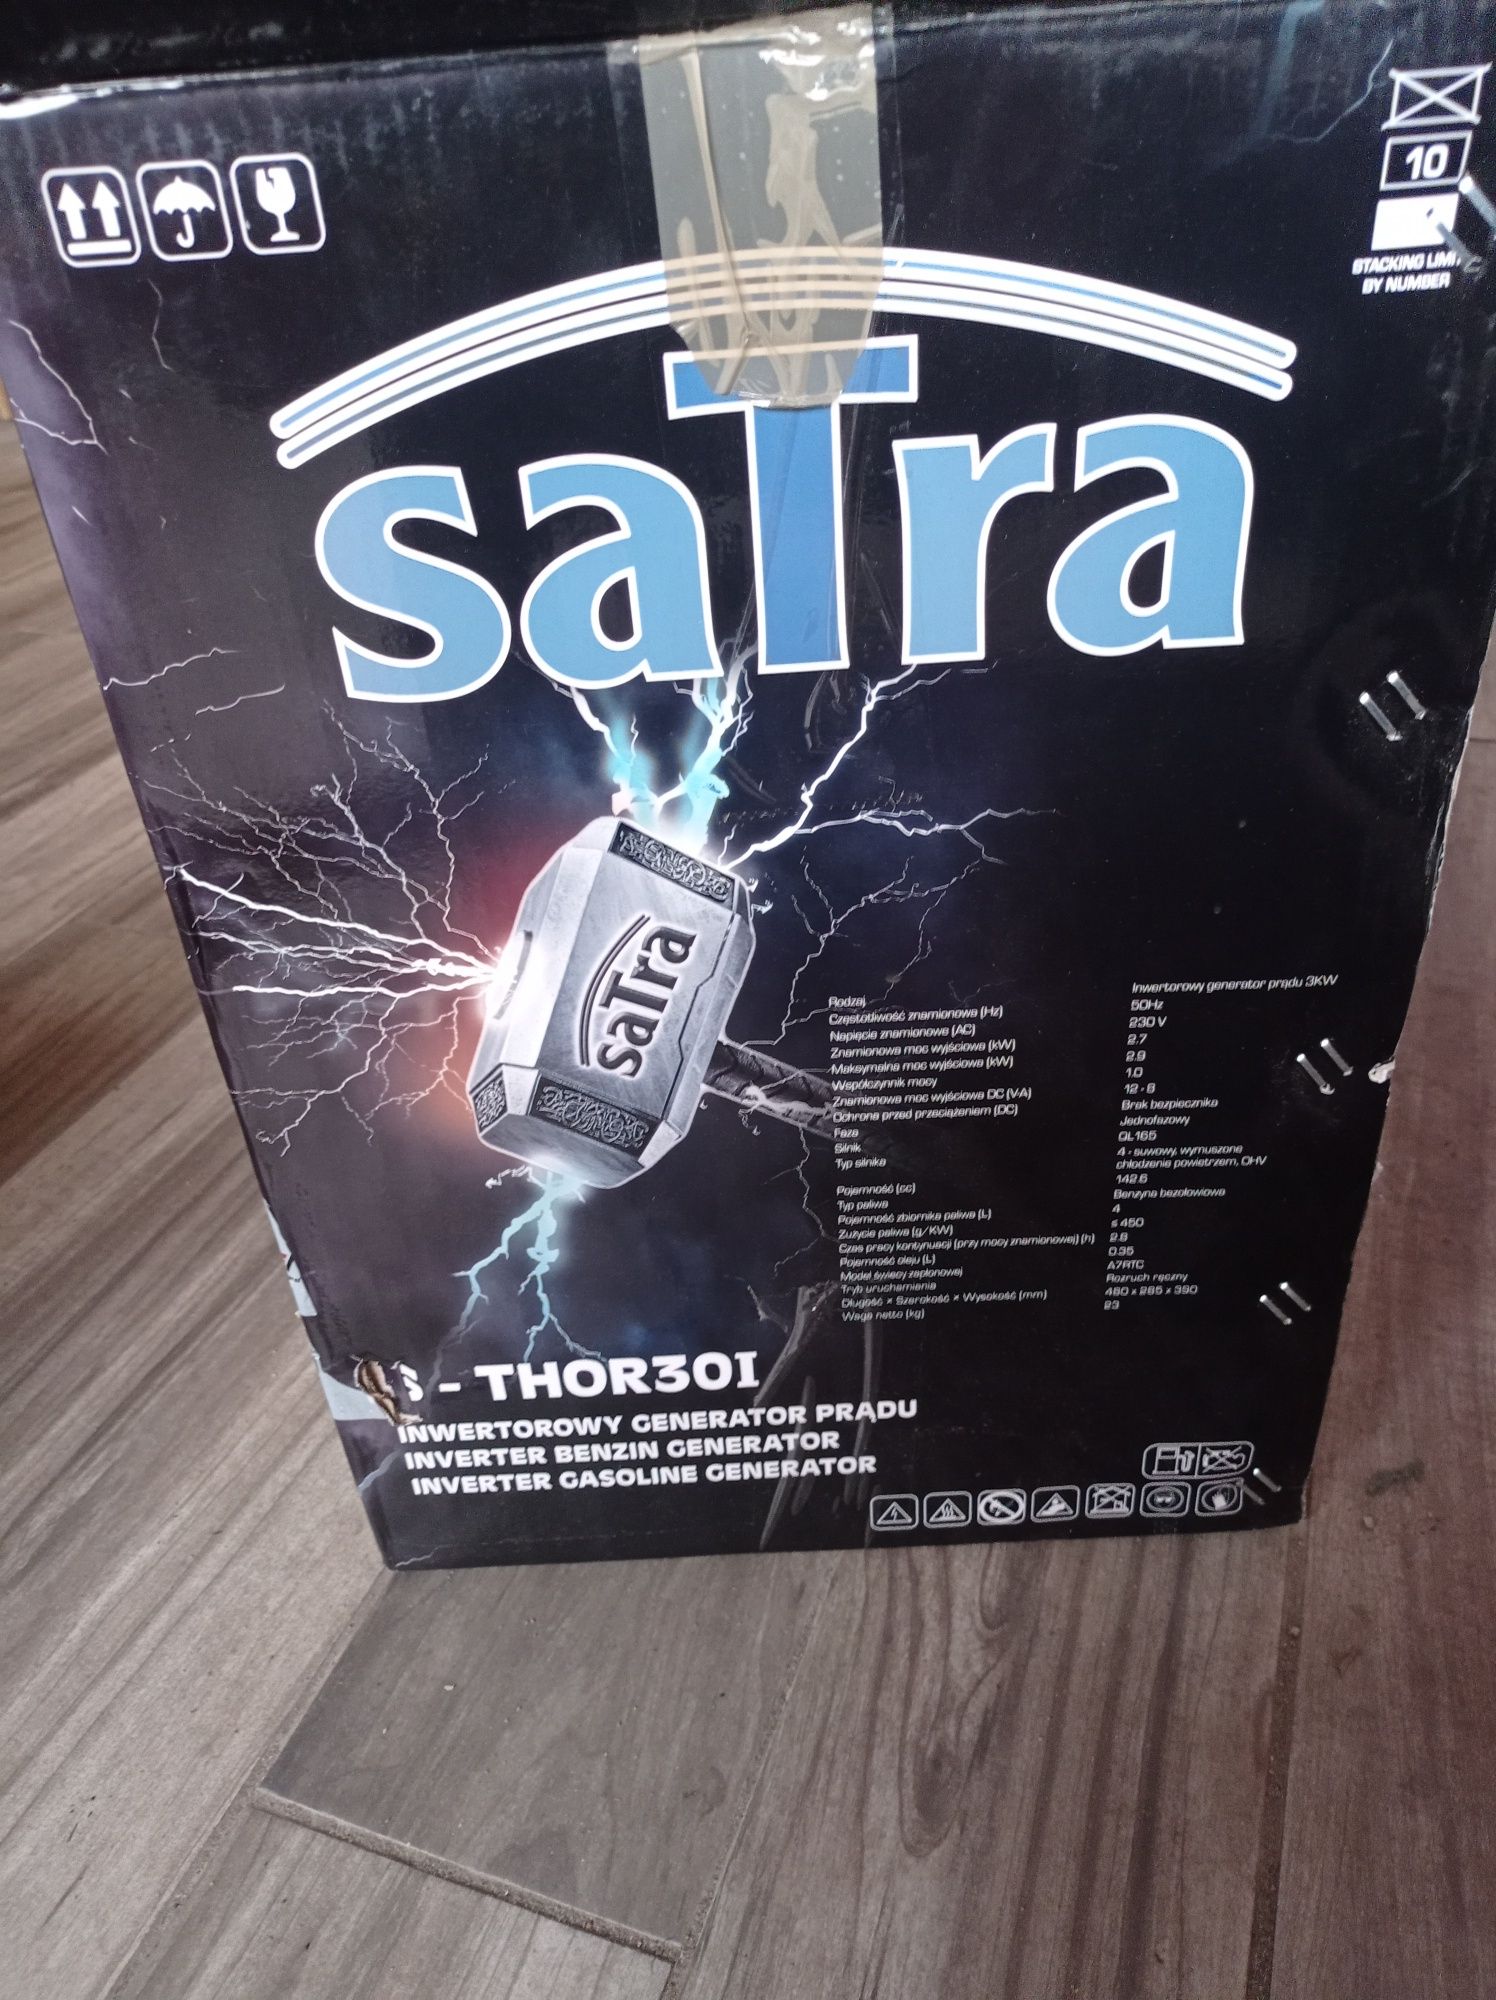 10
STACKING LIMIT
BY NUMBER
saTra
saTra
Rodzaj Inwertorowy generator prądu 3KW
Częstotliwość znamionowa (Hz) 50Hz
Napięcie znamionowe (AC) 230 V
Znamionowa moc wyjściowa (kW) 2.7
Maksymalna moc wyjściowa (kW) 2.9
Współczynnik mocy 1.0
Znamionowa moc wyjściowa DC (V-A) 12 - 8
Ochrona przed przeciążeniem (DC) Brak bezpiecznika
Faza Jednofazowy
Silnik QL165
Typ silnika 4 - suwowy, wymuszone
chłodzenie powietrzem, OHV
Pojemność (cc) 142.6
Typ paliwa Benzyna bezołowiowa
Pojemność zbiornika paliwa (L) 4
Zużycie paliwa (g/KW) ≤ 450
Czas pracy kontynuacji (przy mocy znamionowej) (h) 2.8
Pojemność oleju (L) 0.35
Model świecy zapłonowej A7RTC
Tryb uruchamiania Rozruch ręczny
Długość × Szerokość × Wysokość (mm) 460 x 265 x 390
Waga netto (kg) 23
S - THOR30I
INWERTOROWY GENERATOR PRĄDU
INVERTER BENZIN GENERATOR
INVERTER GASOLINE GENERATOR